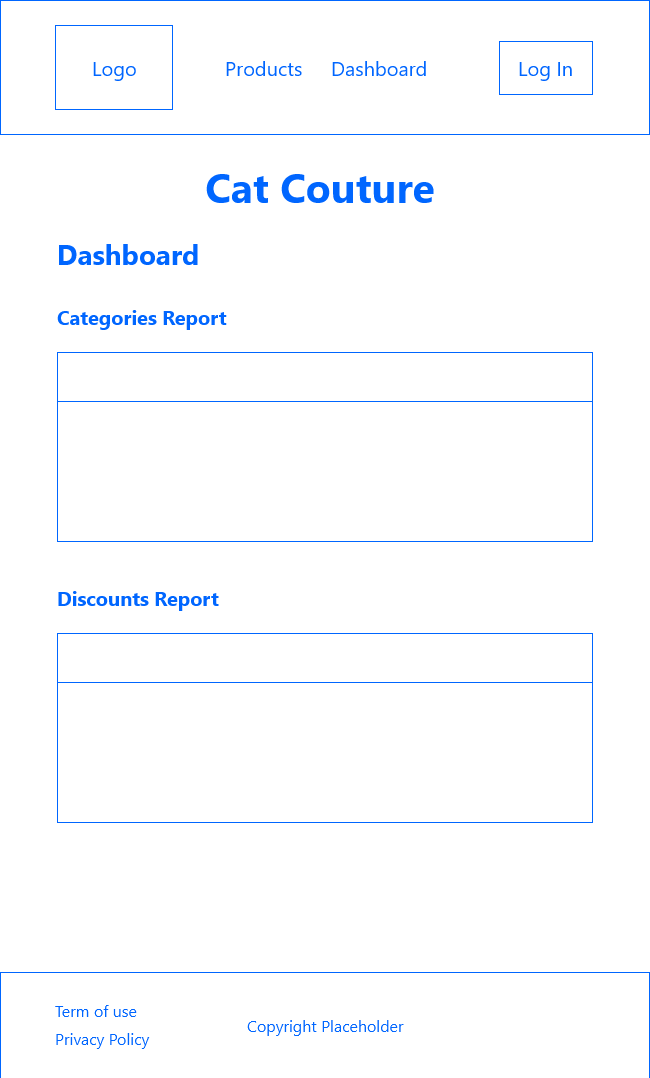 Logo
Products
Dashboard
Log In
Cat Couture
Dashboard
Categories Report
Discounts Report
Term of use
Privacy Policy
Copyright Placeholder